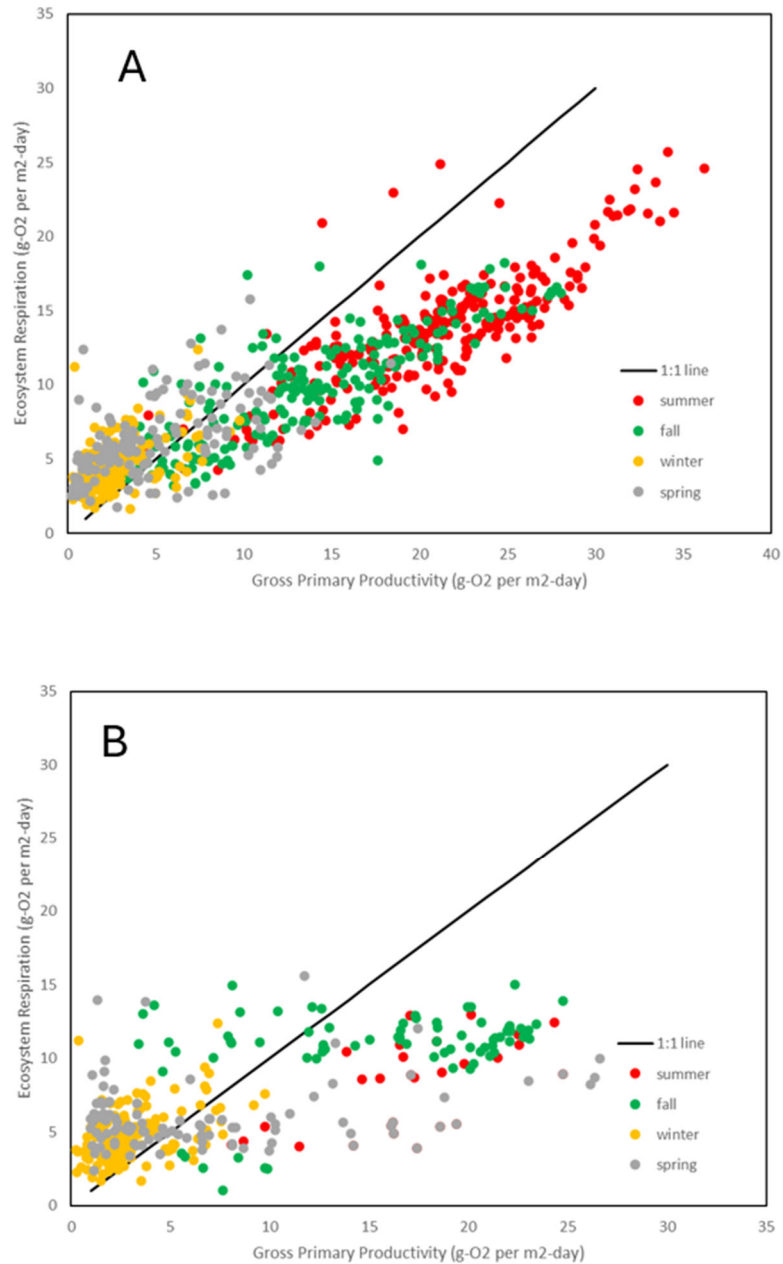 A
Ecosystem Respiration (g-O2 per m2-day)
35
30
25
20
15
10
5
0
1:1 line
summer
fall
winter
spring
0 5 10 15 20 25 30 35 40
Gross Primary Productivity (g-O2 per m2-day)
B
Ecosystem Respiration (g-O2 per m2-day)
35
30
25
20
15
10
5
0
1:1 line
summer
fall
winter
spring
0 5 10 15 20 25 30 35
Gross Primary Productivity (g-O2 per m2-day)